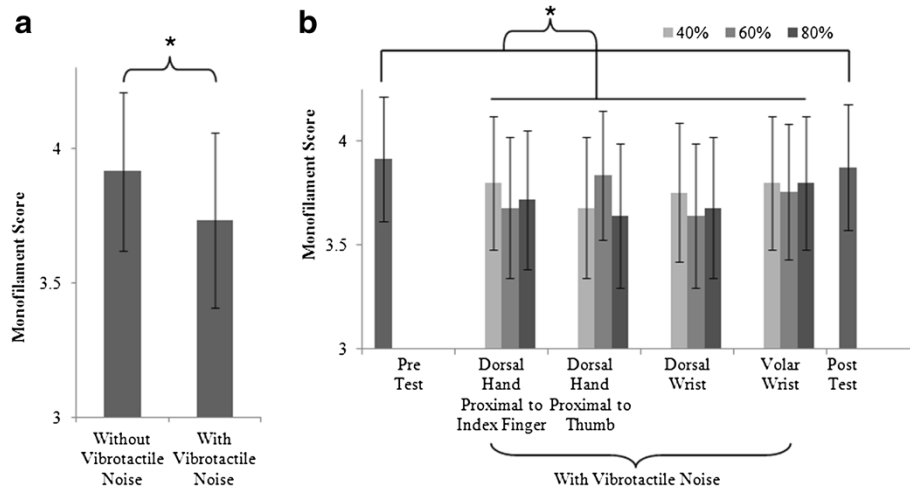 a
*
Monofilament Score
4
3.5
3
Without
Vibrotactile
Noise
With
Vibrotactile
Noise
b
*
40% 60% 80%
Monofilament Score
4
3.5
3
Pre
Test
Dorsal
Hand
Proximal to
Index Finger
Dorsal
Hand
Proximal to
Thumb
Dorsal
Wrist
Volar
Wrist
Post
Test
With Vibrotactile Noise